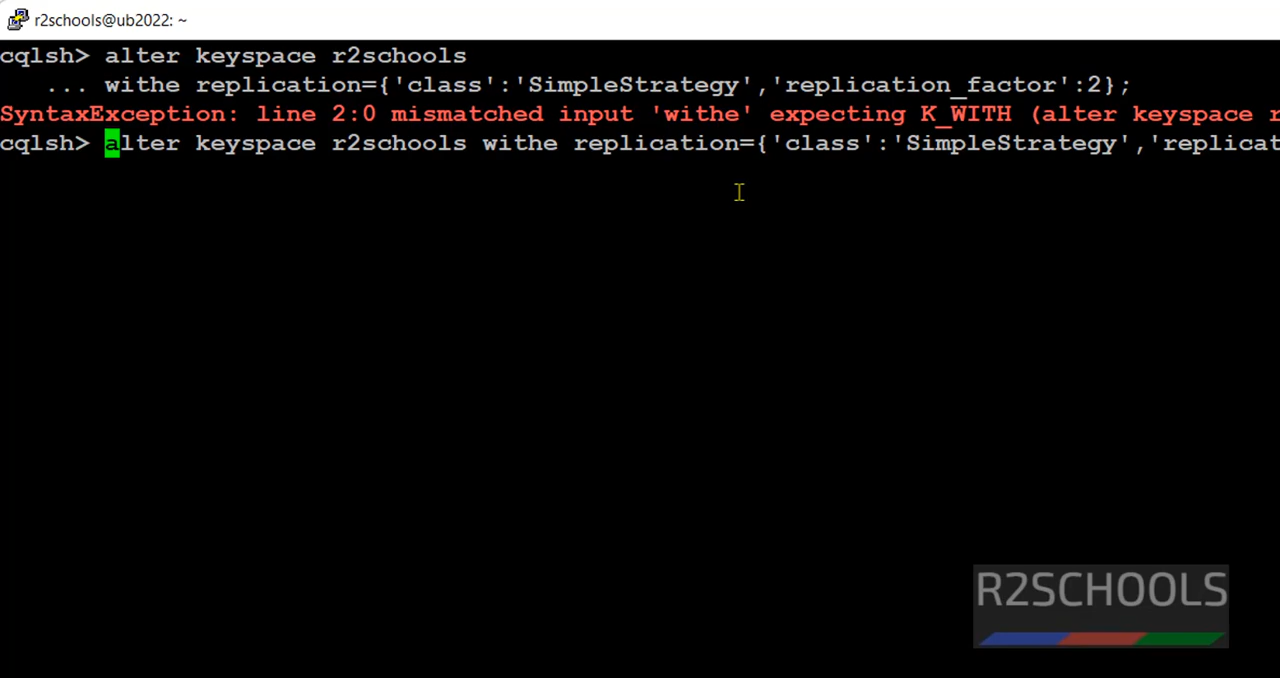 r2schools@ub2022: ~
cqlsh> alter keyspace r2schools
... withe replication={'class':'SimpleStrategy','replication_factor':2};
SyntaxException: line 2:0 mismatched input 'withe' expecting K_WITH (alter keyspace r
cqlsh> alter keyspace r2schools withe replication={'class':'SimpleStrategy','replicat
R2SCHOOLS